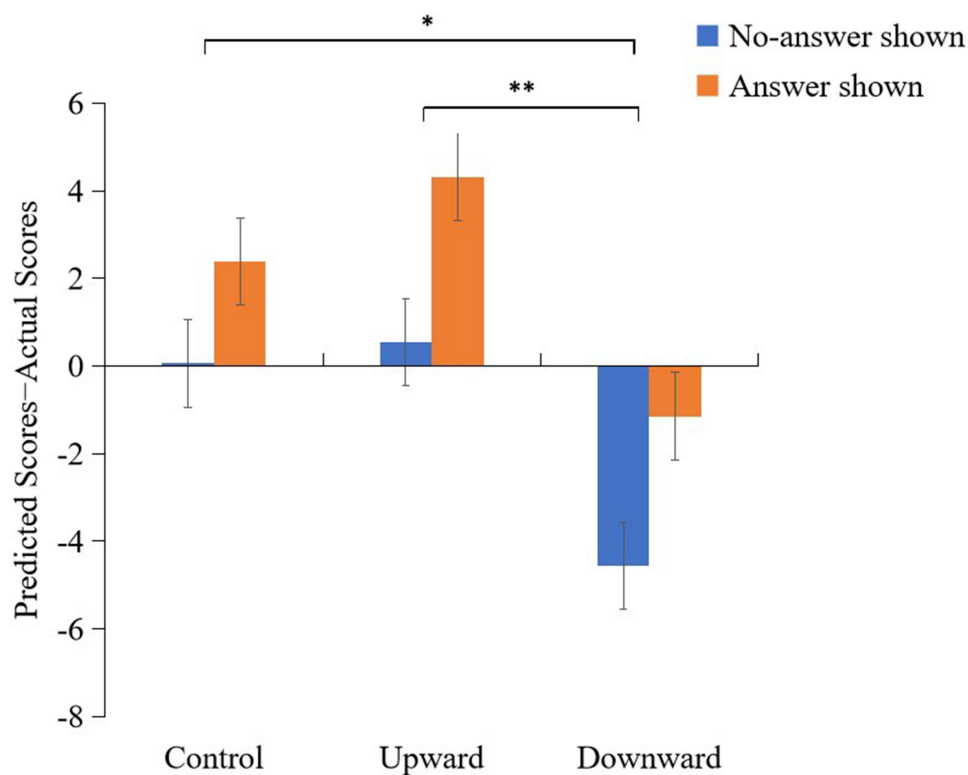 *
No-answer shown
Answer shown
**
Predicted Scores−Actual Scores
6
4
2
0
-2
-4
-6
-8
Control
Upward
Downward